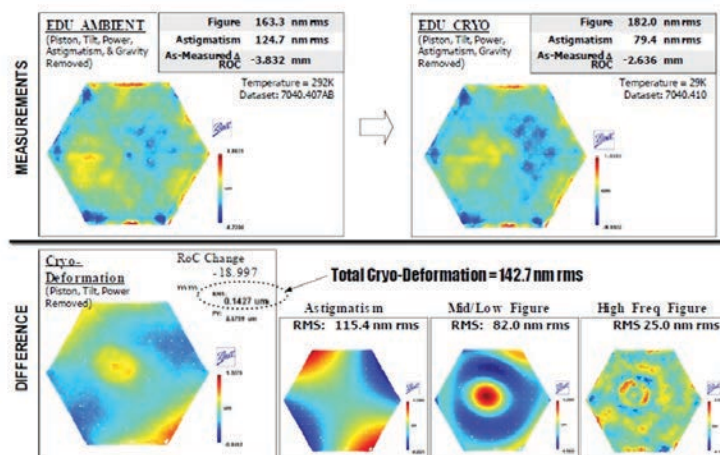 EDU AMBIENT
(Piston, Tilt, Power,
Astigmatism, & Gravity
Removed)
Figure 163.3 nm rms
Astigmatism 124.7 nm rms
As-Measured Δ
ROC -3.832 mm
Temperature = 292K
Dataset: 7040.407AB
EDU CRYO
(Piston, Tilt, Power,
Astigmatism, Gravity
Removed)
Figure 182.0 nm rms
Astigmatism 79.4 nm rms
As-Measured Δ
ROC -2.636 mm
Temperature = 29K
Dataset: 7040.410
MEASUREMENTS
DIFFERENCE
Cryo-
Deformation
(Piston, Tilt, Power
Removed)
RoC Change
-18.997
RMS:
0.1427 um
PV:
um
Total Cryo-Deformation = 142.7 nm rms
Astigmatism
RMS: 115.4 nm rms
Mid/Low Figure
RMS: 82.0 nm rms
High Freq Figure
RMS 25.0 nm rms